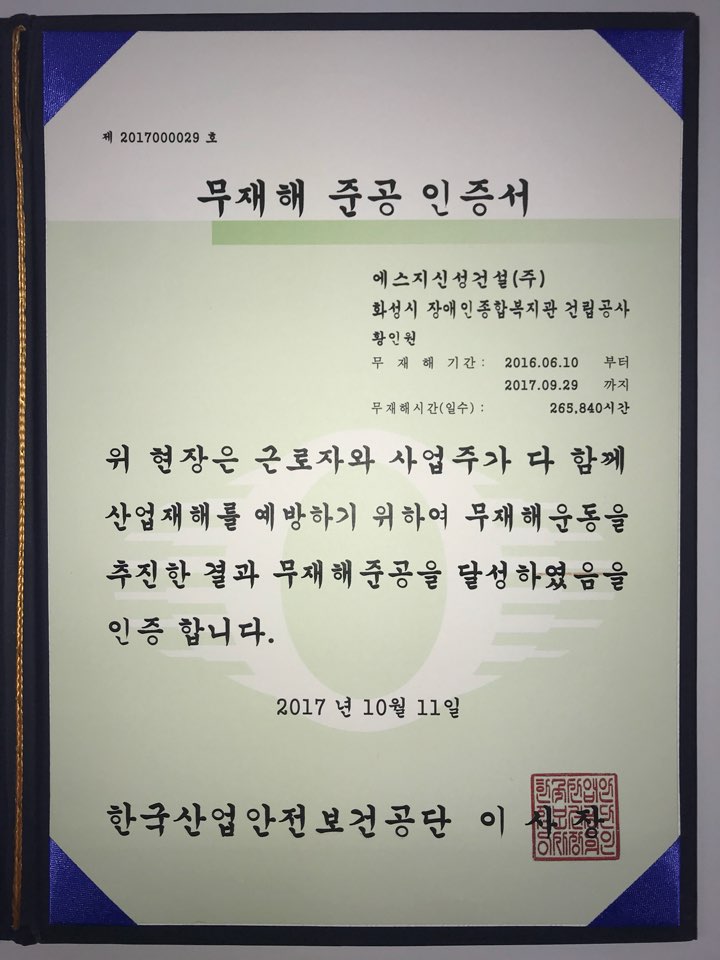 제 2017000029 호
무재해 준공 인증서
에스지신성건설(주)
화성시 장애인종합복지관 건립공사
황인원
무 재 해 기간 : 2016.06.10 부터
2017.09.29 까지
무재해시간(일수) : 265,840시간
위 현장은 근로자와 사업주가 다 함께
산업재해를 예방하기 위하여 무재해운동을
추진한 결과 무재해준공을 달성하였음을
인증 합니다.
2017 년 10월 11일
한국산업안전보건공단 이 사 장